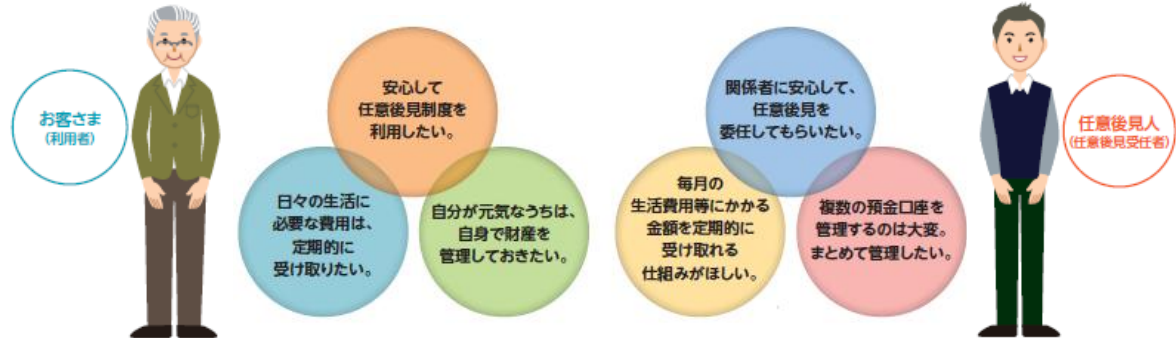 お客さま
（利用者）
安心して
任意後見制度を
利用したい。
日々の生活に
必要な費用は、
定期的に
受け取りたい。
自分が元気なうちは、
自身で財産を
管理しておきたい。
関係者に安心して、
任意後見を
委任してもらいたい。
毎月の
生活費用等にかかる
金額を定期的に
受け取れる
仕組みがほしい。
複数の預金口座を
管理するのは大変。
まとめて管理したい。
任意後見人
（任意後見受任者）